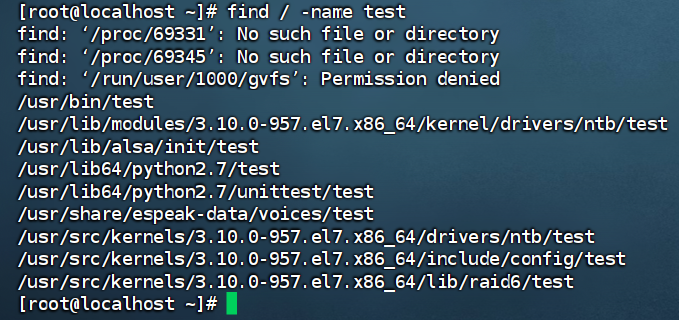 [root@localhost ~]# find / -name test
find: ‘/proc/69331’: No such file or directory
find: ‘/proc/69345’: No such file or directory
find: ‘/run/user/1000/gvfs’: Permission denied
/usr/bin/test
/usr/lib/modules/3.10.0-957.el7.x86_64/kernel/drivers/ntb/test
/usr/lib/alsa/init/test
/usr/lib64/python2.7/test
/usr/lib64/python2.7/unittest/test
/usr/share/espeak-data/voices/test
/usr/src/kernels/3.10.0-957.el7.x86_64/drivers/ntb/test
/usr/src/kernels/3.10.0-957.el7.x86_64/include/config/test
/usr/src/kernels/3.10.0-957.el7.x86_64/lib/raid6/test
[root@localhost ~]#